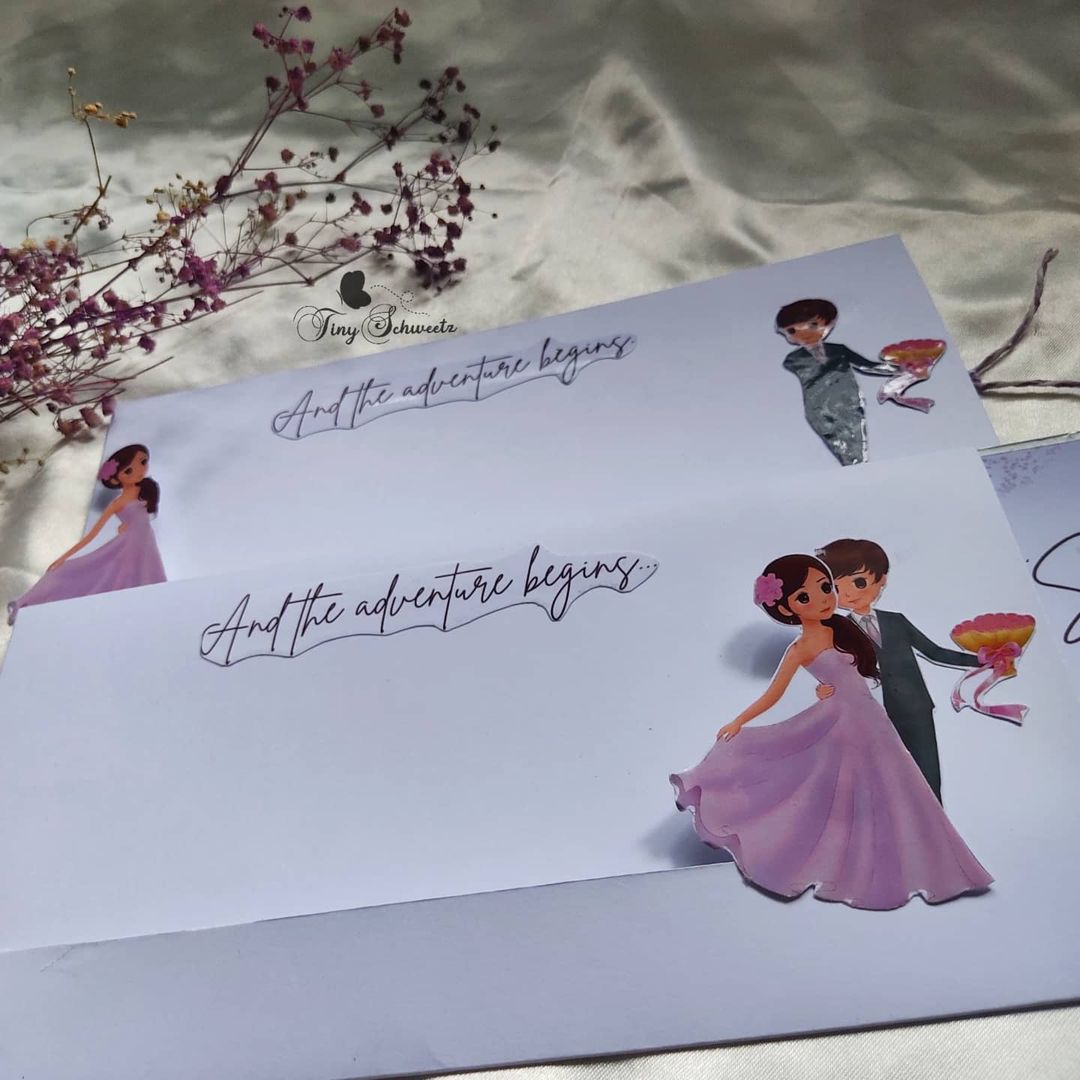 Tiny Schweetz
And the adventure begins.
And the adventure begins...
S